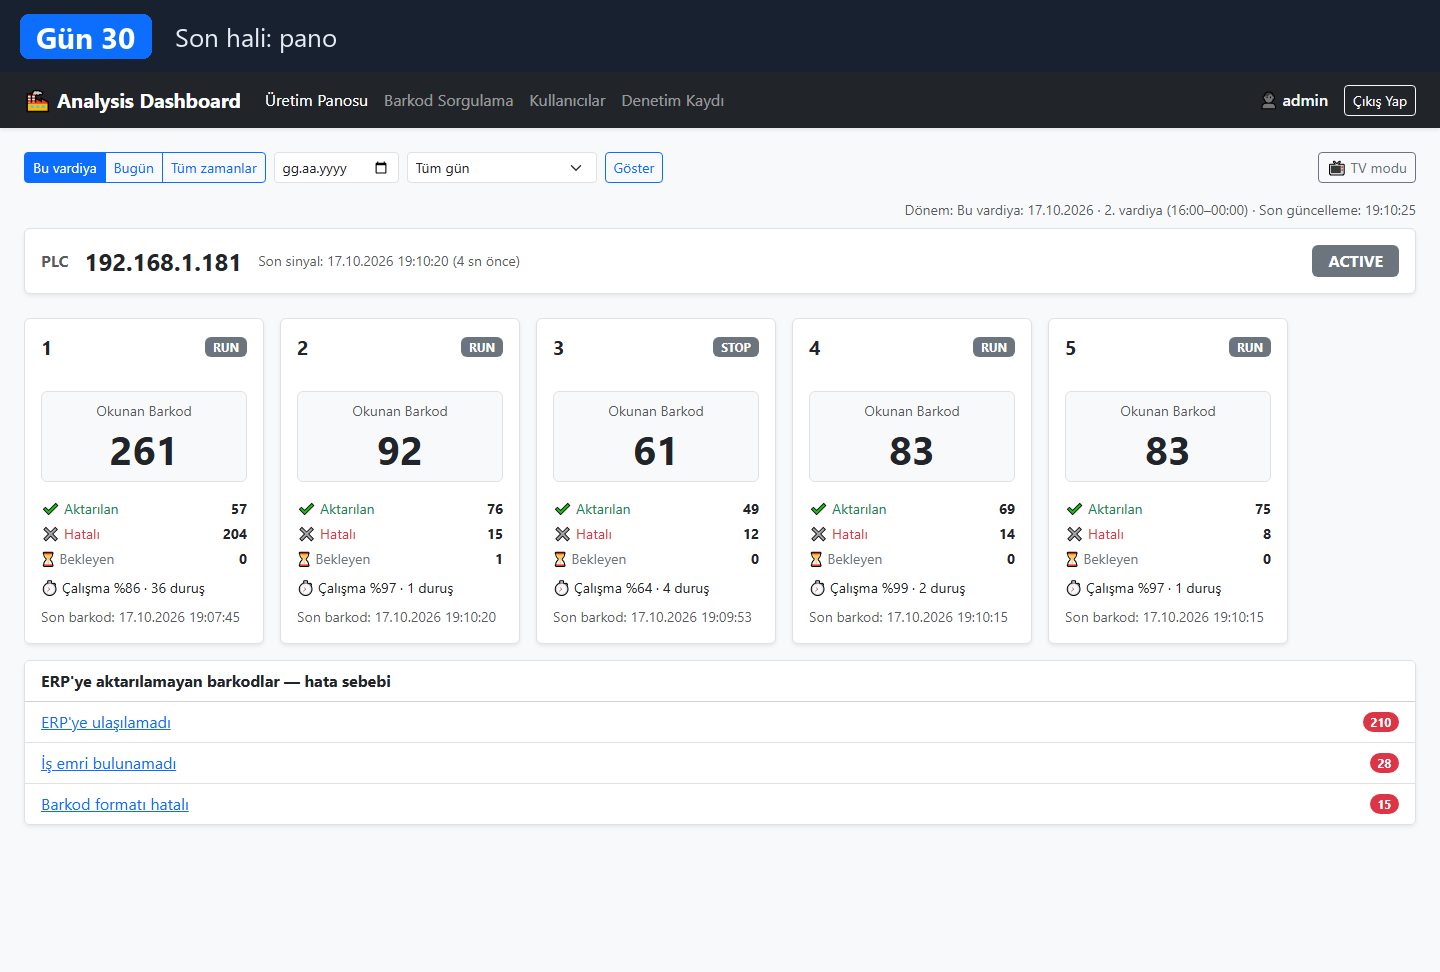 Gün 30 Son hali: pano
Analysis Dashboard Üretim Panosu Barkod Sorgulama Kullanıcılar Denetim Kaydı admin Çıkış Yap
Bu vardiya Bugün Tüm zamanlar gg.aa.yyyy Tüm gün Göster TV modu
Dönem: Bu vardiya: 17.10.2026 · 2. vardiya (16:00–00:00) · Son güncelleme: 19:10:25
PLC 192.168.1.181 Son sinyal: 17.10.2026 19:10:20 (4 sn önce) ACTIVE
1 RUN
Okunan Barkod
261
Aktarılan 57
Hatalı 204
Bekleyen 0
Çalışma %86 · 36 duruş
Son barkod: 17.10.2026 19:07:45
2 RUN
Okunan Barkod
92
Aktarılan 76
Hatalı 15
Bekleyen 1
Çalışma %97 · 1 duruş
Son barkod: 17.10.2026 19:10:20
3 STOP
Okunan Barkod
61
Aktarılan 49
Hatalı 12
Bekleyen 0
Çalışma %64 · 4 duruş
Son barkod: 17.10.2026 19:09:53
4 RUN
Okunan Barkod
83
Aktarılan 69
Hatalı 14
Bekleyen 0
Çalışma %99 · 2 duruş
Son barkod: 17.10.2026 19:10:15
5 RUN
Okunan Barkod
83
Aktarılan 75
Hatalı 8
Bekleyen 0
Çalışma %97 · 1 duruş
Son barkod: 17.10.2026 19:10:15
ERP'ye aktarılamayan barkodlar — hata sebebi
ERP'ye ulaşılamadı 210
İş emri bulunamadı 28
Barkod formatı hatalı 15